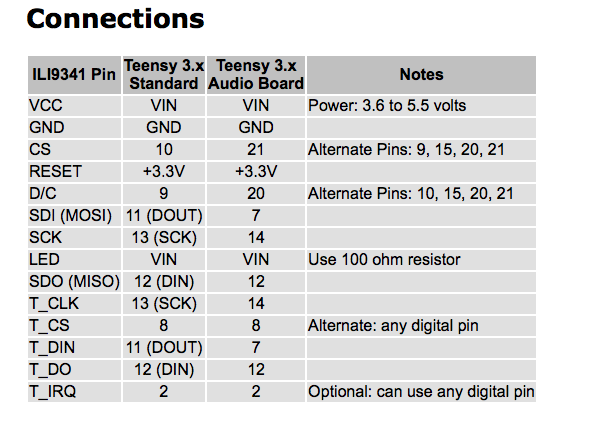 Connections
ILI9341 Pin Teensy 3.x Standard Teensy 3.x Audio Board Notes
VCC VIN VIN Power: 3.6 to 5.5 volts
GND GND GND
CS 10 21 Alternate Pins: 9, 15, 20, 21
RESET +3.3V +3.3V
D/C 9 20 Alternate Pins: 10, 15, 20, 21
SDI (MOSI) 11 (DOUT) 7
SCK 13 (SCK) 14
LED VIN VIN Use 100 ohm resistor
SDO (MISO) 12 (DIN) 12
T_CLK 13 (SCK) 14
T_CS 8 8 Alternate: any digital pin
T_DIN 11 (DOUT) 7
T_DO 12 (DIN) 12
T_IRQ 2 2 Optional: can use any digital pin